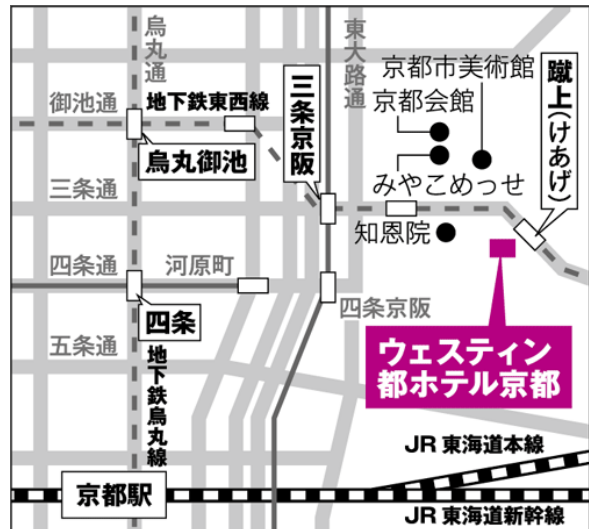 烏丸通
東大路通
京都市美術館
京都会館
蹴上(けあげ)
御池通
地下鉄東西線
三条京阪
烏丸御池
みやこめっせ
三条通
知恩院
四条通
河原町
四条
四条京阪
五条通
地下鉄烏丸線
ウェスティン
都ホテル京都
JR 東海道本線
京都駅
JR 東海道新幹線